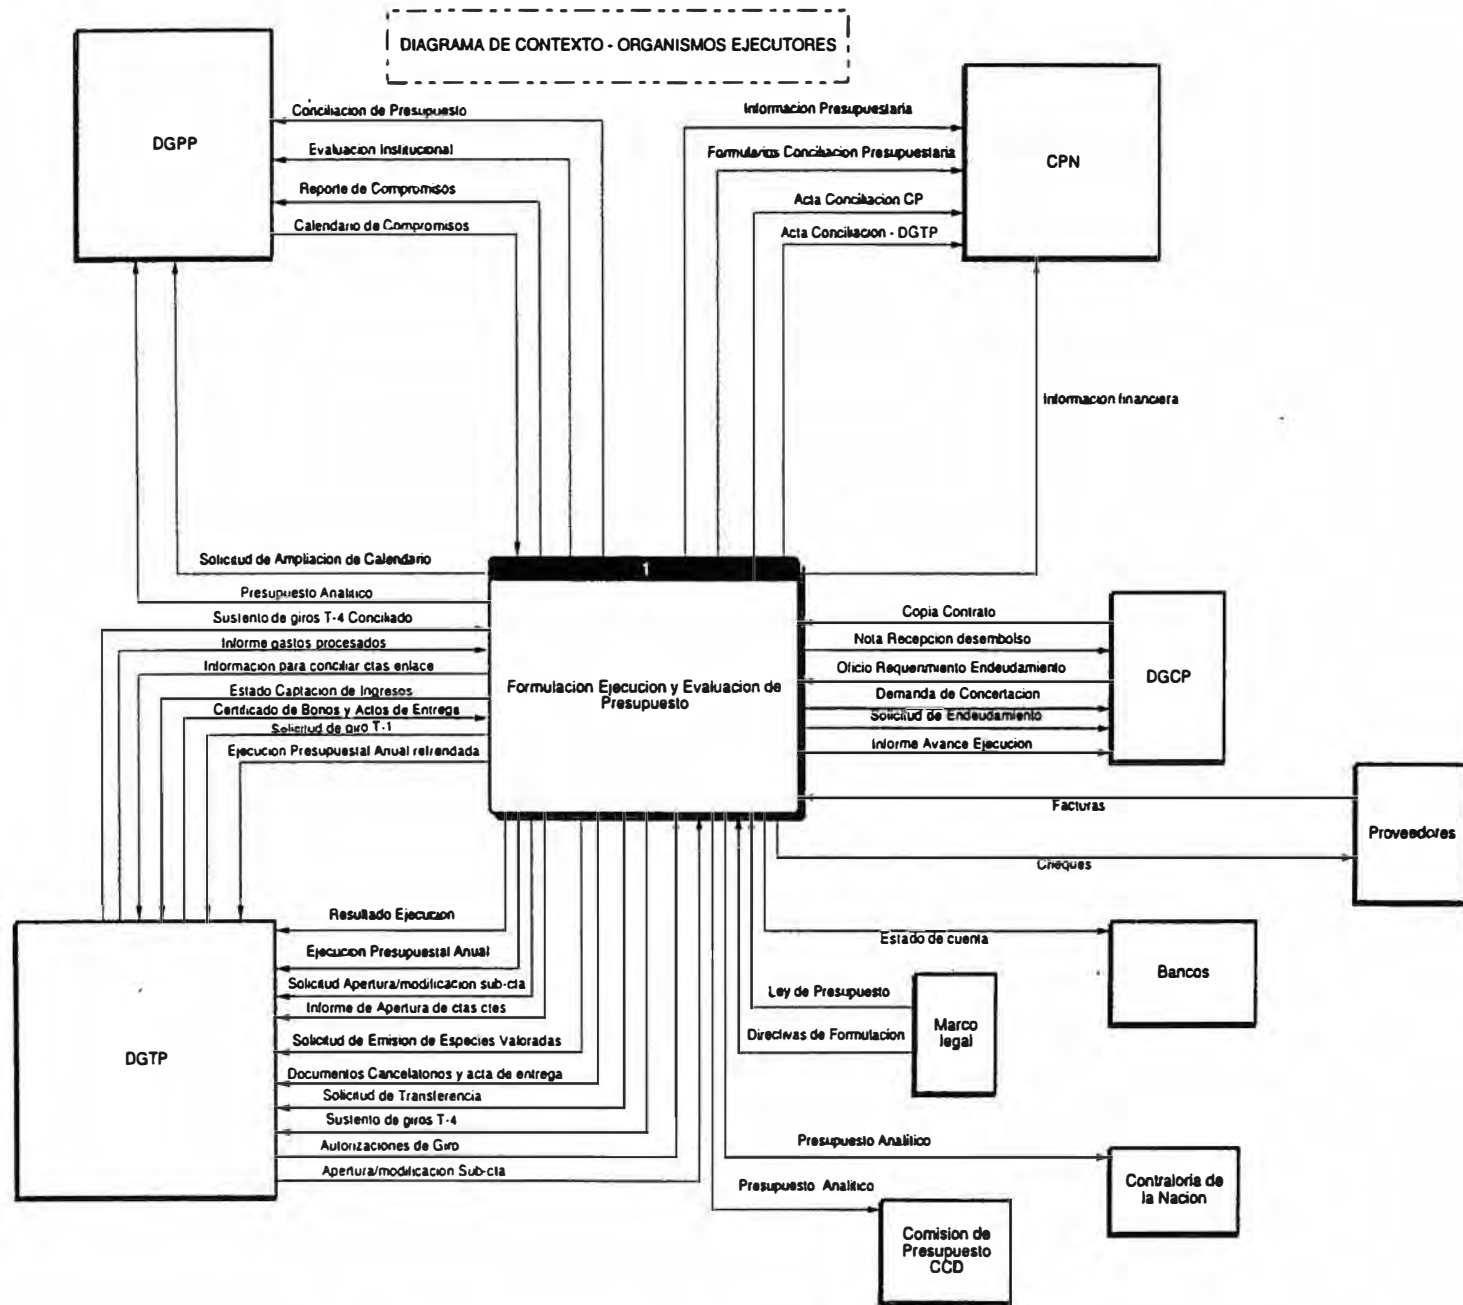 DIAGRAMA DE CONTEXTO - ORGANISMOS EJECUTORES
DGPP
Conciliacion de Presupuesto
Evaluacion Institucional
Reporte de Compromisos
Calendario de Compromisos
Informacion Presupuestaria
Formularios Conciliacion Presupuestaria
Acta Conciliacion CP
Acta Conciliacion - DGTP
CPN
Informacion financiera
Solicitud de Ampliacion de Calendario
Presupuesto Analitico
Sustento de giros T-4 Conciliado
Informe gastos procesados
Informacion para conciliar ctas enlace
Estado Captacion de Ingresos
Certificado de Bonos y Actos de Entrega
Solicitud de giro T-1
Ejecucion Presupuestal Anual refrendada
1
Formulacion Ejecucion y Evaluacion de
Presupuesto
Copia Contrato
Nota Recepcion desembolso
Oficio Requerimiento Endeudamiento
Demanda de Concertacion
Solicitud de Endeudamiento
Informe Avance Ejecucion
DGCP
Facturas
Cheques
Proveedores
Resultado Ejecucion
Ejecucion Presupuestal Anual
Solicitud Apertura/modificacion sub-cta
Informe de Apertura de ctas ctes
Solicitud de Emision de Especies Valoradas
Documentos Cancelatorios y acta de entrega
Solicitud de Transferencia
Sustento de giros T-4
Autorizaciones de Giro
Apertura/modificacion Sub-cta
DGTP
Estado de cuenta
Bancos
Ley de Presupuesto
Directivas de Formulacion
Marco
legal
Presupuesto Analitico
Contraloria de
la Nacion
Presupuesto Analitico
Comision de
Presupuesto
CCD